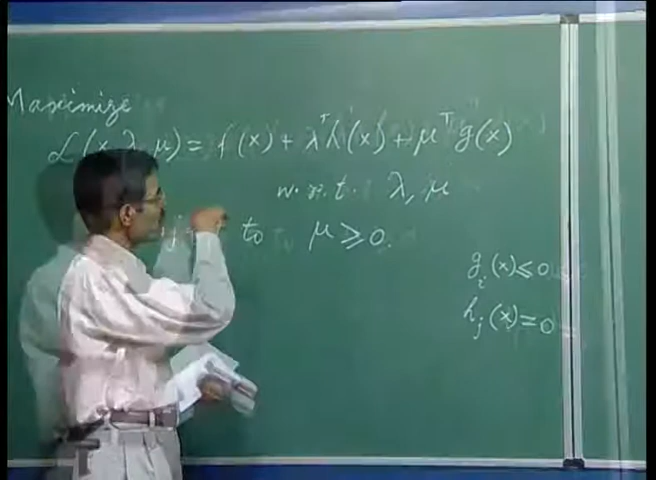 Maximize
ℒ(x, λ, μ) = f(x) + λᵀh(x) + μᵀg(x)
w.r.t. λ, μ
to μ ≥ 0.
gᵢ(x) ≤ 0
hⱼ(x) = 0